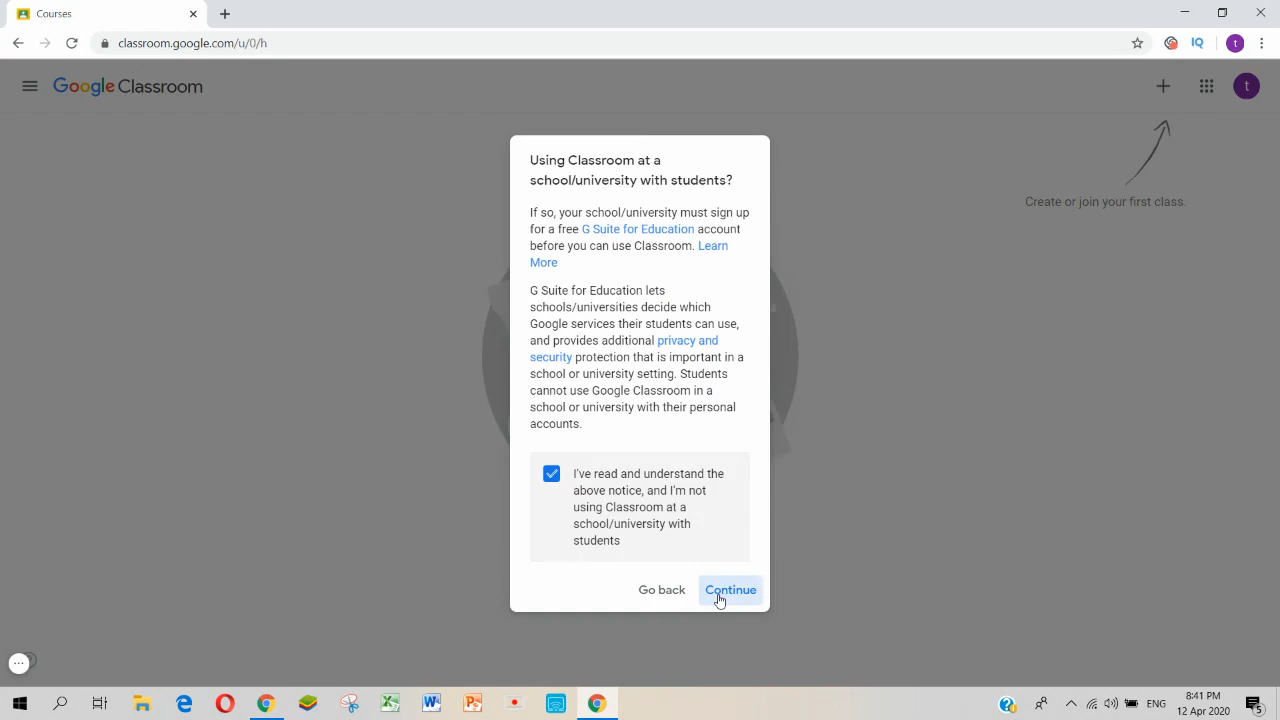 Courses
classroom.google.com/u/0/h
IQ
t
Google Classroom
t
Create or join your first class.
Using Classroom at a
school/university with students?
If so, your school/university must sign up
for a free G Suite for Education account
before you can use Classroom. Learn
More
G Suite for Education lets
schools/universities decide which
Google services their students can use,
and provides additional privacy and
security protection that is important in a
school or university setting. Students
cannot use Google Classroom in a
school or university with their personal
accounts.
I've read and understand the
above notice, and I'm not
using Classroom at a
school/university with
students
Go back Continue
ENG
8:41 PM
12 Apr 2020
5